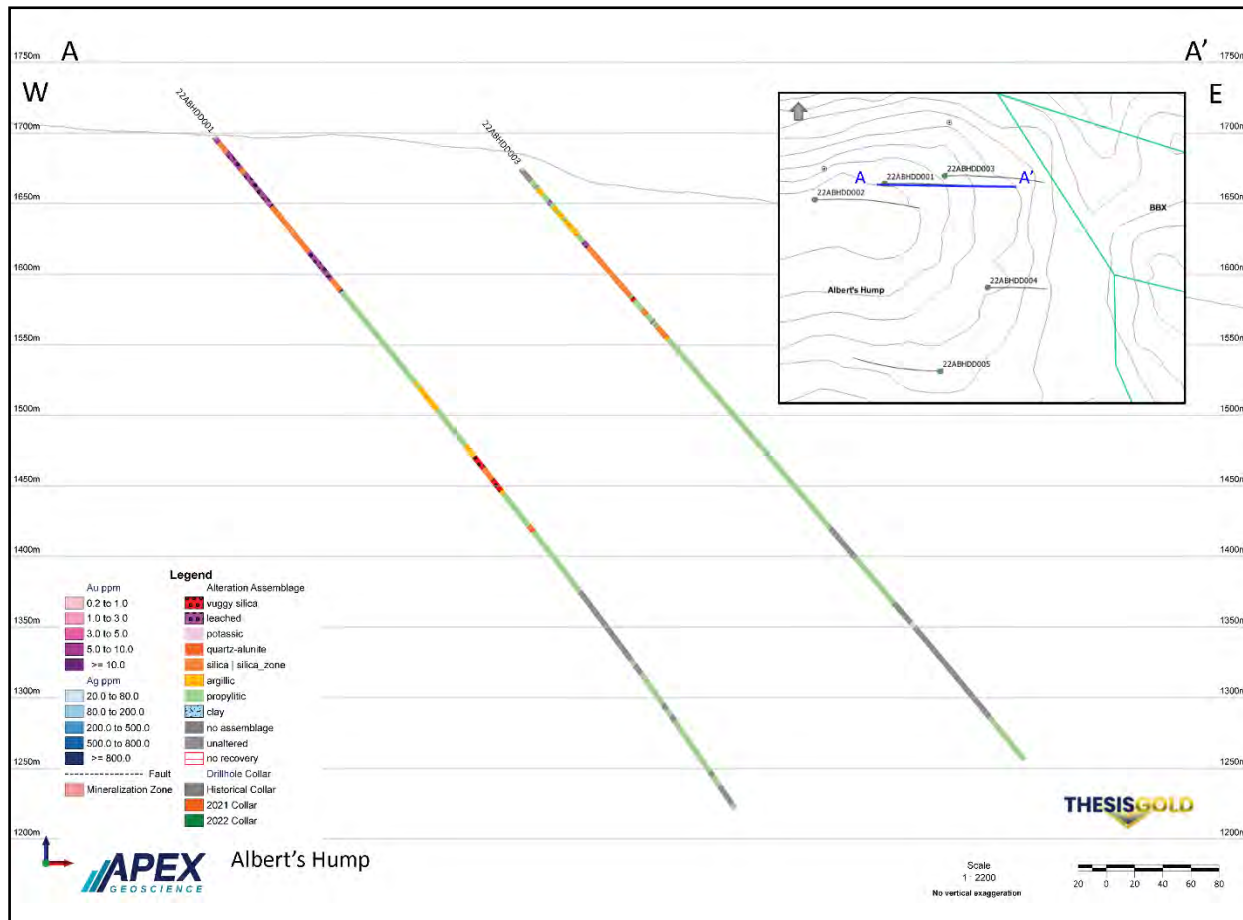 A
A'
W
E
1750m
1750m
22ABHDD001
22ABHDD003
1700m
1700m
1650m
1650m
1600m
1600m
1550m
1550m
1500m
1500m
1450m
1450m
1400m
1400m
1350m
1350m
1300m
1300m
1250m
1250m
1200m
1200m
22ABHDD003
A
22ABHDD001
A'
22ABHDD002
BBX
Albert's Hump
22ABHDD004
22ABHDD005
Legend
Au ppm
0.2 to 1.0
1.0 to 3.0
3.0 to 5.0
5.0 to 10.0
>= 10.0
Ag ppm
20.0 to 80.0
80.0 to 200.0
200.0 to 500.0
500.0 to 800.0
>= 800.0
Fault
Mineralization Zone
Alteration Assemblage
vuggy silica
leached
potassic
quartz-alunite
silica | silica_zone
argillic
propylitic
clay
no assemblage
unaltered
no recovery
Drillhole Collar
Historical Collar
2021 Collar
2022 Collar
THESISGOLD
APEX
GEOSCIENCE
Albert's Hump
Scale
1 : 2200
No vertical exaggeration
20 0 20 40 60 80